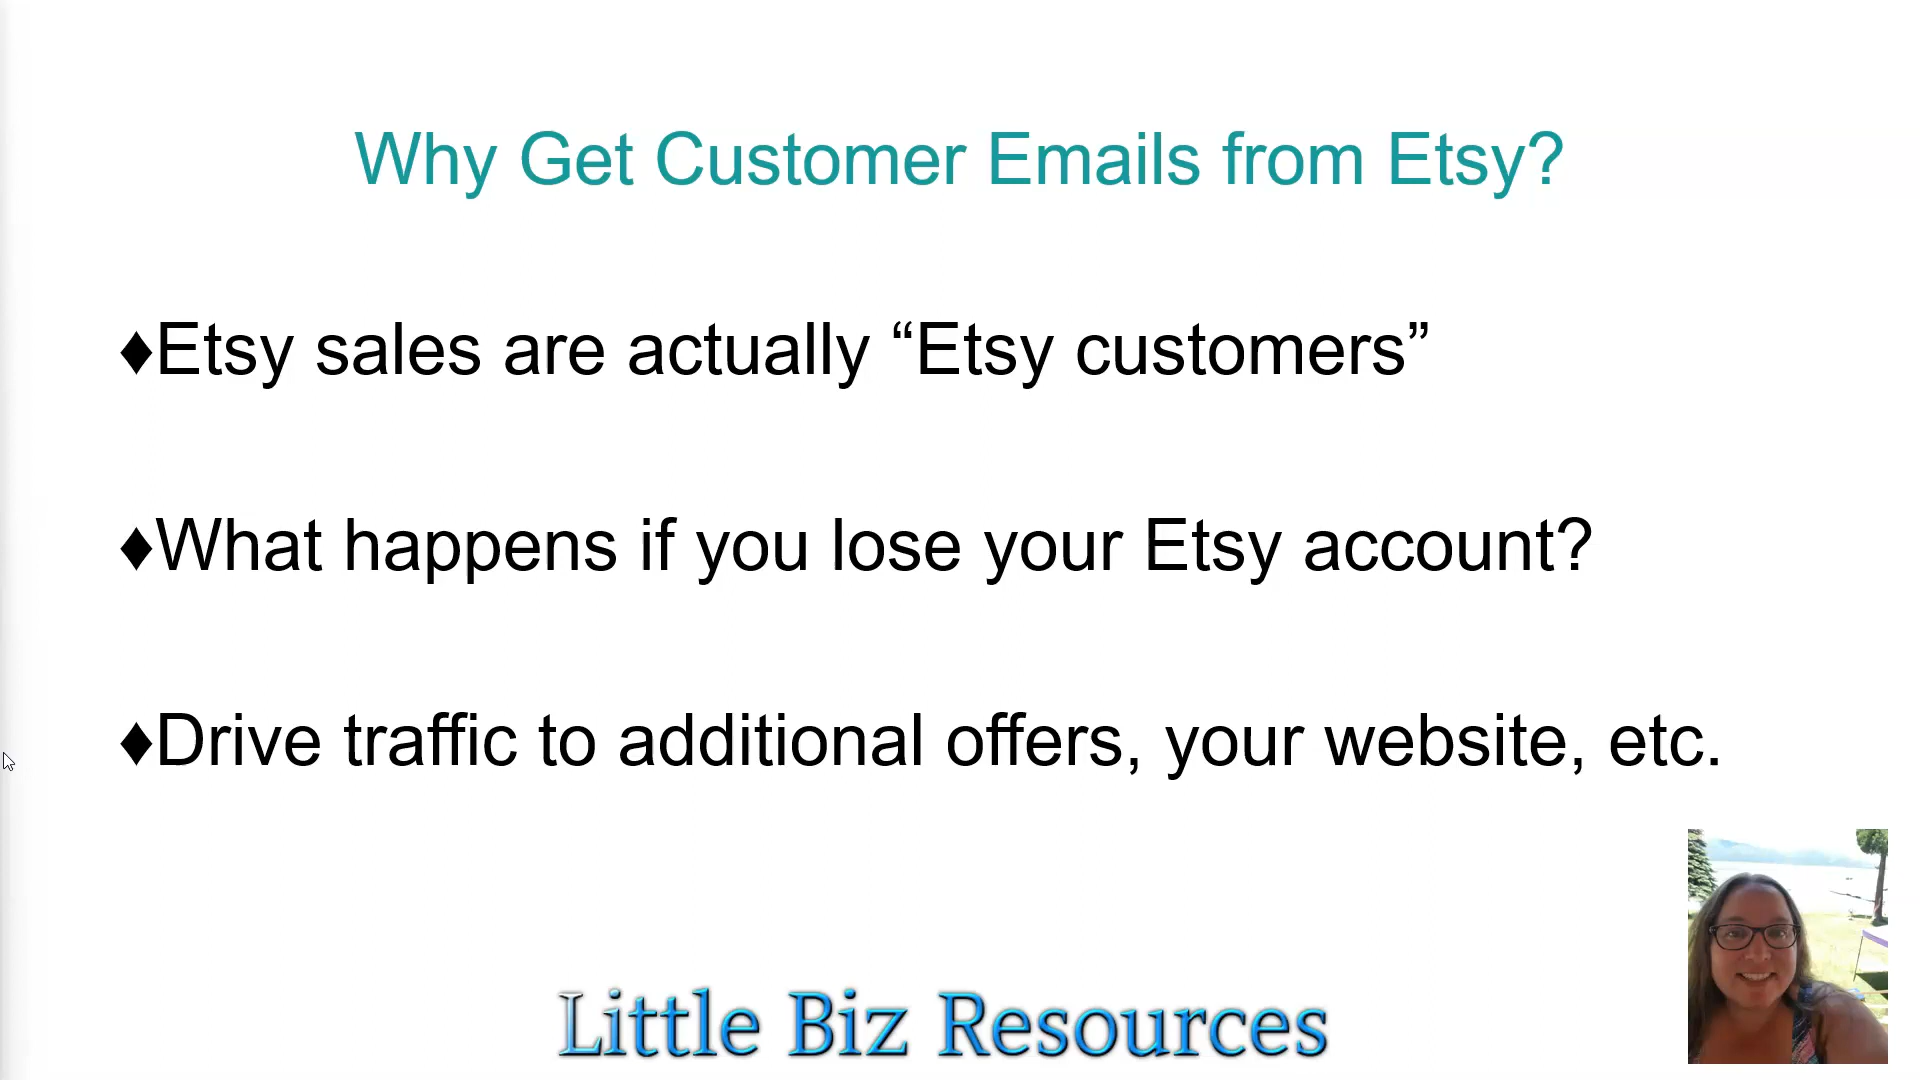 Why Get Customer Emails from Etsy?
♦Etsy sales are actually “Etsy customers”
♦What happens if you lose your Etsy account?
♦Drive traffic to additional offers, your website, etc.
Little Biz Resources